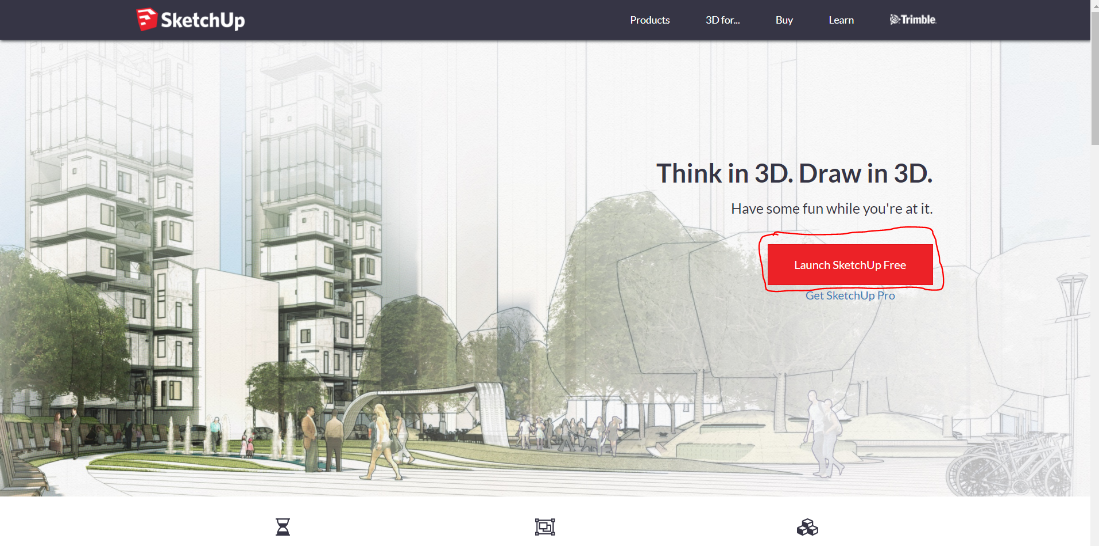 SketchUp
Products 3D for... Buy Learn Trimble
Think in 3D. Draw in 3D.
Have some fun while you're at it.
Launch SketchUp Free
Get SketchUp Pro